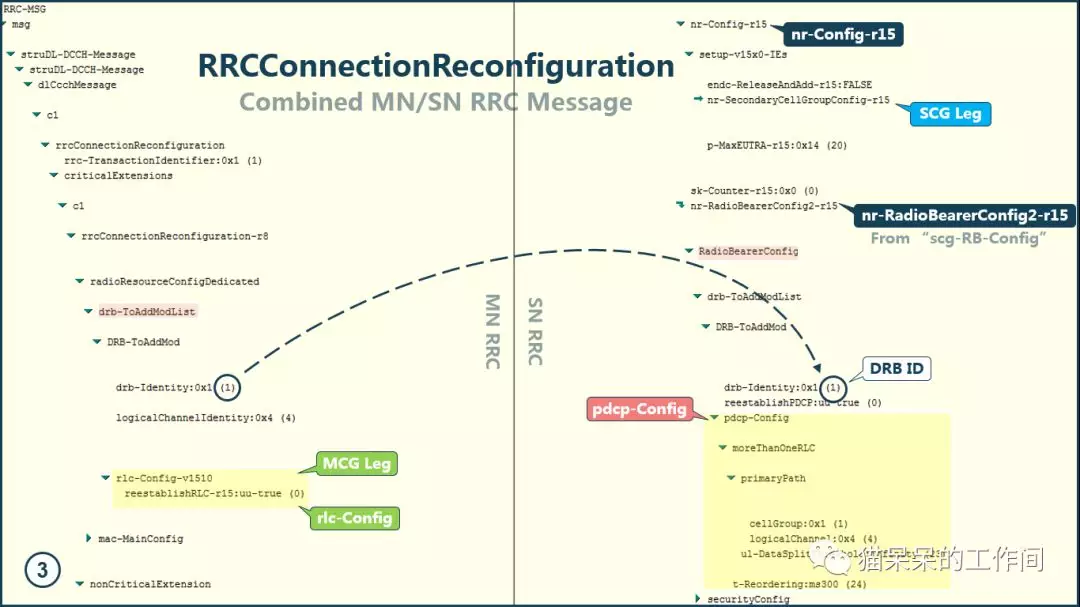 RRC-MSG
msg
struDL-DCCH-Message
struDL-DCCH-Message
dlCcchMessage
c1
rrcConnectionReconfiguration
rrc-TransactionIdentifier:0x1 (1)
criticalExtensions
c1
rrcConnectionReconfiguration-r8
radioResourceConfigDedicated
drb-ToAddModList
DRB-ToAddMod
drb-Identity:0x1 (1)
logicalChannelIdentity:0x4 (4)
MCG Leg
rlc-Config-v1510
reestablishRLC-r15:uu-true (0)
rlc-Config
mac-MainConfig
3
nonCriticalExtension
RRCConnectionReconfiguration
Combined MN/SN RRC Message
MN RRC
SN RRC
nr-Config-r15
nr-Config-r15
setup-v15x0-IEs
endc-ReleaseAndAdd-r15:FALSE
nr-SecondaryCellGroupConfig-r15
SCG Leg
p-MaxEUTRA-r15:0x14 (20)
sk-Counter-r15:0x0 (0)
nr-RadioBearerConfig2-r15
nr-RadioBearerConfig2-r15
From “scg-RB-Config”
RadioBearerConfig
drb-ToAddModList
DRB-ToAddMod
DRB ID
drb-Identity:0x1 (1)
reestablishPDCP:uu-true (0)
pdcp-Config
pdcp-Config
moreThanOneRLC
primaryPath
cellGroup:0x1 (1)
logicalChannel:0x4 (4)
猫呆呆的工作间
t-Reordering:ms300 (24)
securityConfig